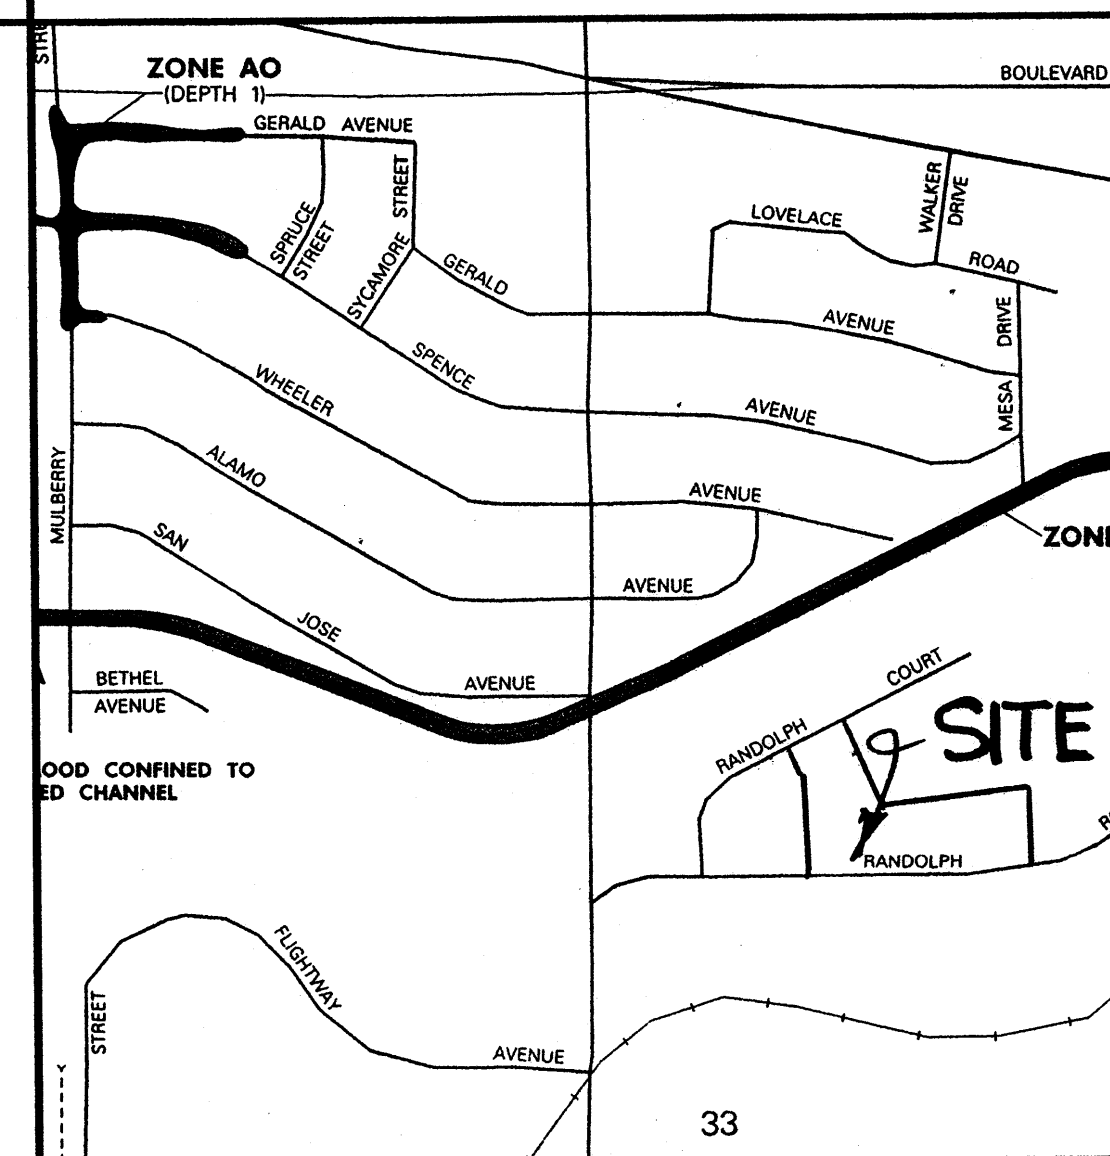 ZONE AO
(DEPTH 1)
BOULEVARD
GERALD AVENUE
WALKER
DRIVE
STREET
SPRUCE
STREET
SYCAMORE
LOVELACE
ROAD
GERALD
AVENUE
DRIVE
MESA
SPENCE
AVENUE
WHEELER
AVENUE
ALAMO
AVENUE
MULBERRY
SAN
JOSE
AVENUE
BETHEL
AVENUE
COURT
RANDOLPH
SITE
OOD CONFINED TO
ED CHANNEL
RANDOLPH
FLIGHTWAY
AVENUE
STREET
33